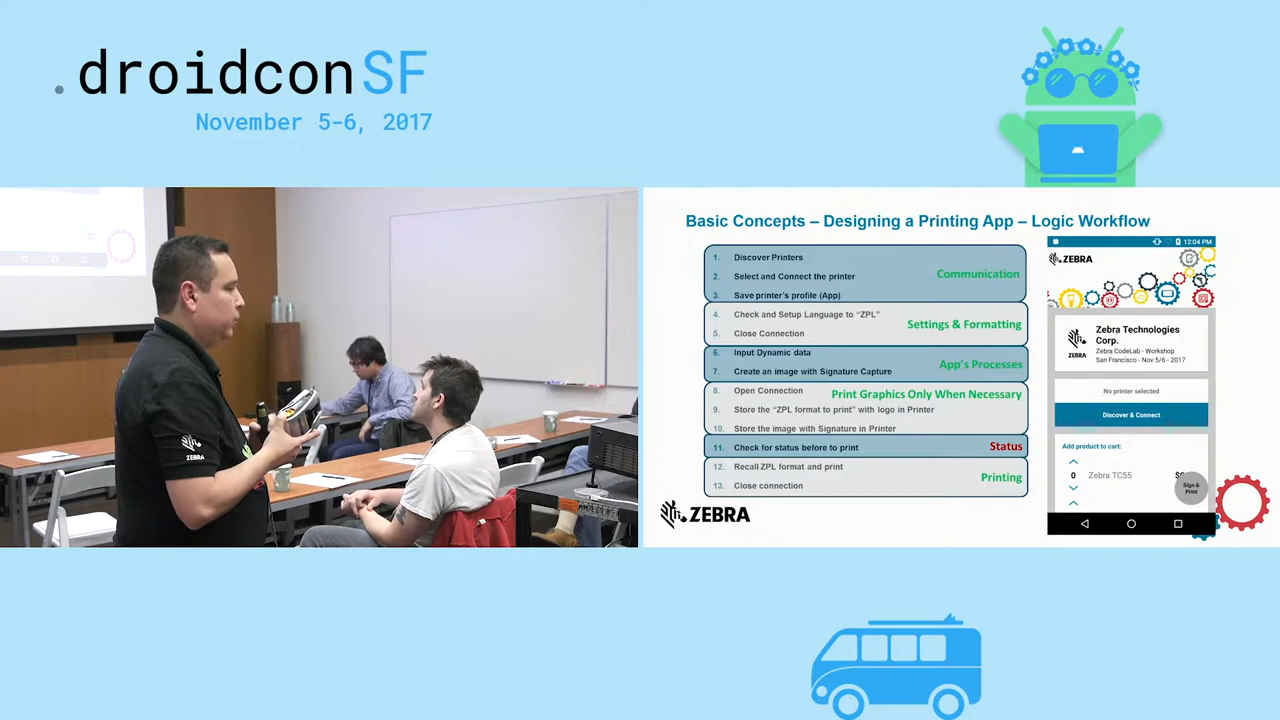 .droidconSF
November 5-6, 2017
ZEBRA
Basic Concepts – Designing a Printing App – Logic Workflow
1. Discover Printers
2. Select and Connect the printer
3. Save printer's profile (App)
Communication
4. Check and Setup Language to “ZPL”
5. Close Connection
Settings & Formatting
6. Input Dynamic data
7. Create an image with Signature Capture
App's Processes
8. Open Connection
9. Store the “ZPL format to print” with logo in Printer
10. Store the image with Signature in Printer
Print Graphics Only When Necessary
11. Check for status before to print
Status
12. Recall ZPL format and print
13. Close connection
Printing
ZEBRA
12:04 PM
ZEBRA
ZEBRA
Zebra Technologies
Corp.
Zebra CodeLab - Workshop
San Francisco - Nov 5/6 - 2017
No printer selected
Discover & Connect
Add product to cart:
0 Zebra TC55
Sign &
Print